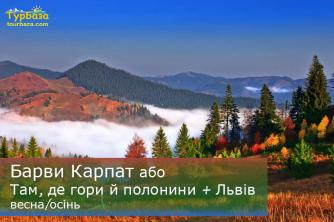 Турбаза
tourbaza.com
Барви Карпат або
Там, де гори й полонини + Львів
весна/осінь